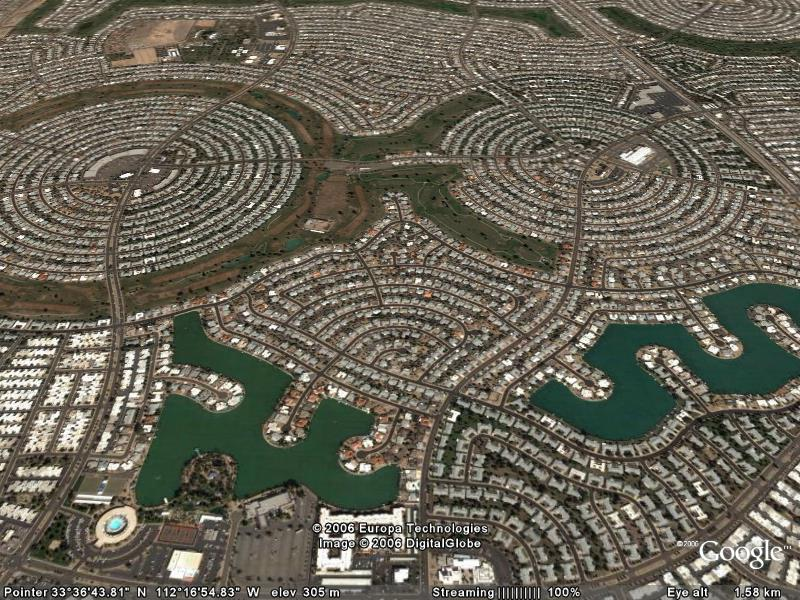 © 2006 Europa Technologies
Image © 2006 DigitalGlobe
©2006 Google™
Pointer 33°36'43.81" N 112°16'54.83" W elev 305 m Streaming |||||||||| 100% Eye alt 1.58 km